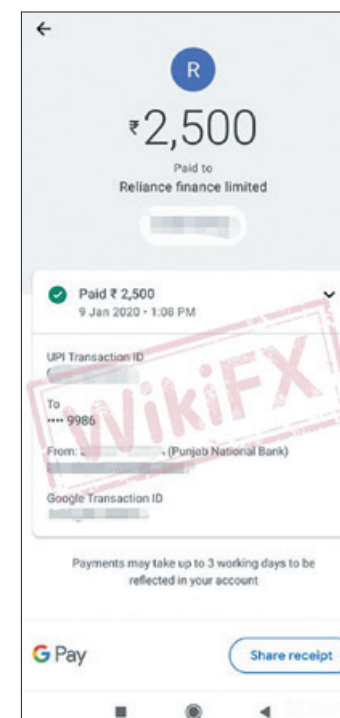 R
₹2,500
Paid to
Reliance finance limited
Paid ₹ 2,500
9 Jan 2020 • 1:08 PM
UPI Transaction ID
To
•••• 9986
From: (Punjab National Bank)
Google Transaction ID
WikiFX
Payments may take up to 3 working days to be
reflected in your account
G Pay
Share receipt